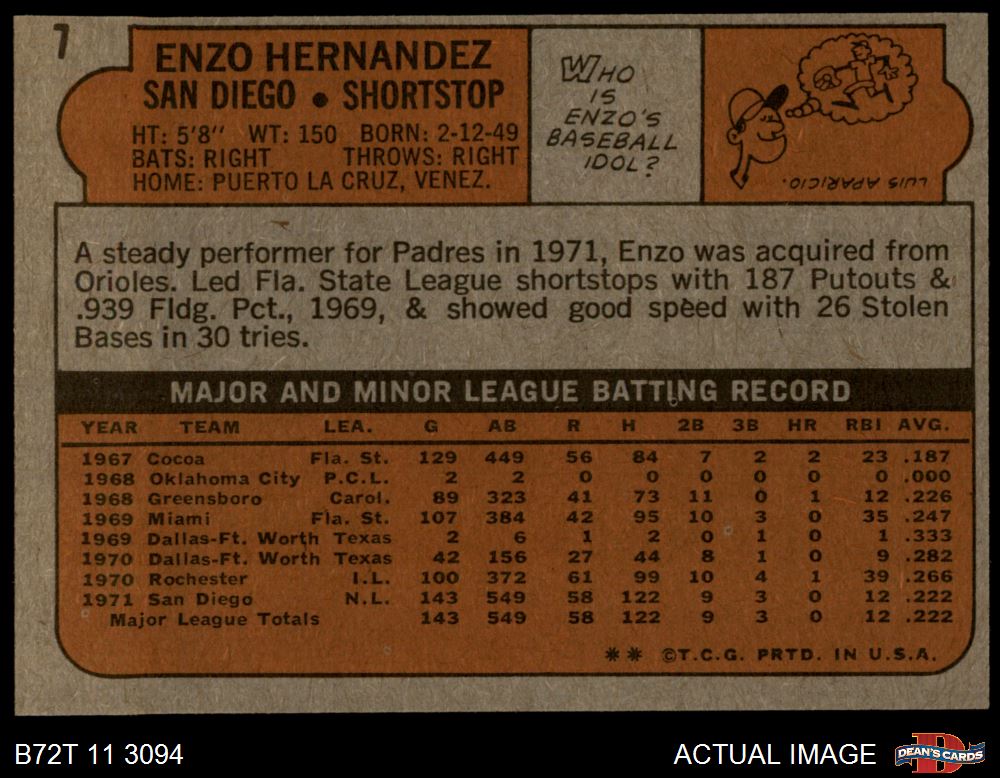 7
ENZO HERNANDEZ
SAN DIEGO • SHORTSTOP
HT: 5'8" WT: 150 BORN: 2-12-49
BATS: RIGHT THROWS: RIGHT
HOME: PUERTO LA CRUZ, VENEZ.
WHO
IS
ENZO'S
BASEBALL
IDOL?
LUIS APARICIO.
A steady performer for Padres in 1971, Enzo was acquired from
Orioles. Led Fla. State League shortstops with 187 Putouts &
.939 Fldg. Pct., 1969, & showed good speed with 26 Stolen
Bases in 30 tries.
MAJOR AND MINOR LEAGUE BATTING RECORD
YEAR TEAM LEA. G AB R H 2B 3B HR RBI AVG.
1967 Cocoa Fla. St. 129 449 56 84 7 2 2 23 .187
1968 Oklahoma City P.C.L. 2 2 0 0 0 0 0 0 .000
1968 Greensboro Carol. 89 323 41 73 11 0 1 12 .226
1969 Miami Fla. St. 107 384 42 95 10 3 0 35 .247
1969 Dallas-Ft. Worth Texas 2 6 1 2 0 1 0 1 .333
1970 Dallas-Ft. Worth Texas 42 156 27 44 8 1 0 9 .282
1970 Rochester I.L. 100 372 61 99 10 4 1 39 .266
1971 San Diego N.L. 143 549 58 122 9 3 0 12 .222
Major League Totals 143 549 58 122 9 3 0 12 .222
** ©T.C.G. PRTD. IN U.S.A.
B72T 11 3094 ACTUAL IMAGE DEAN'S CARDS